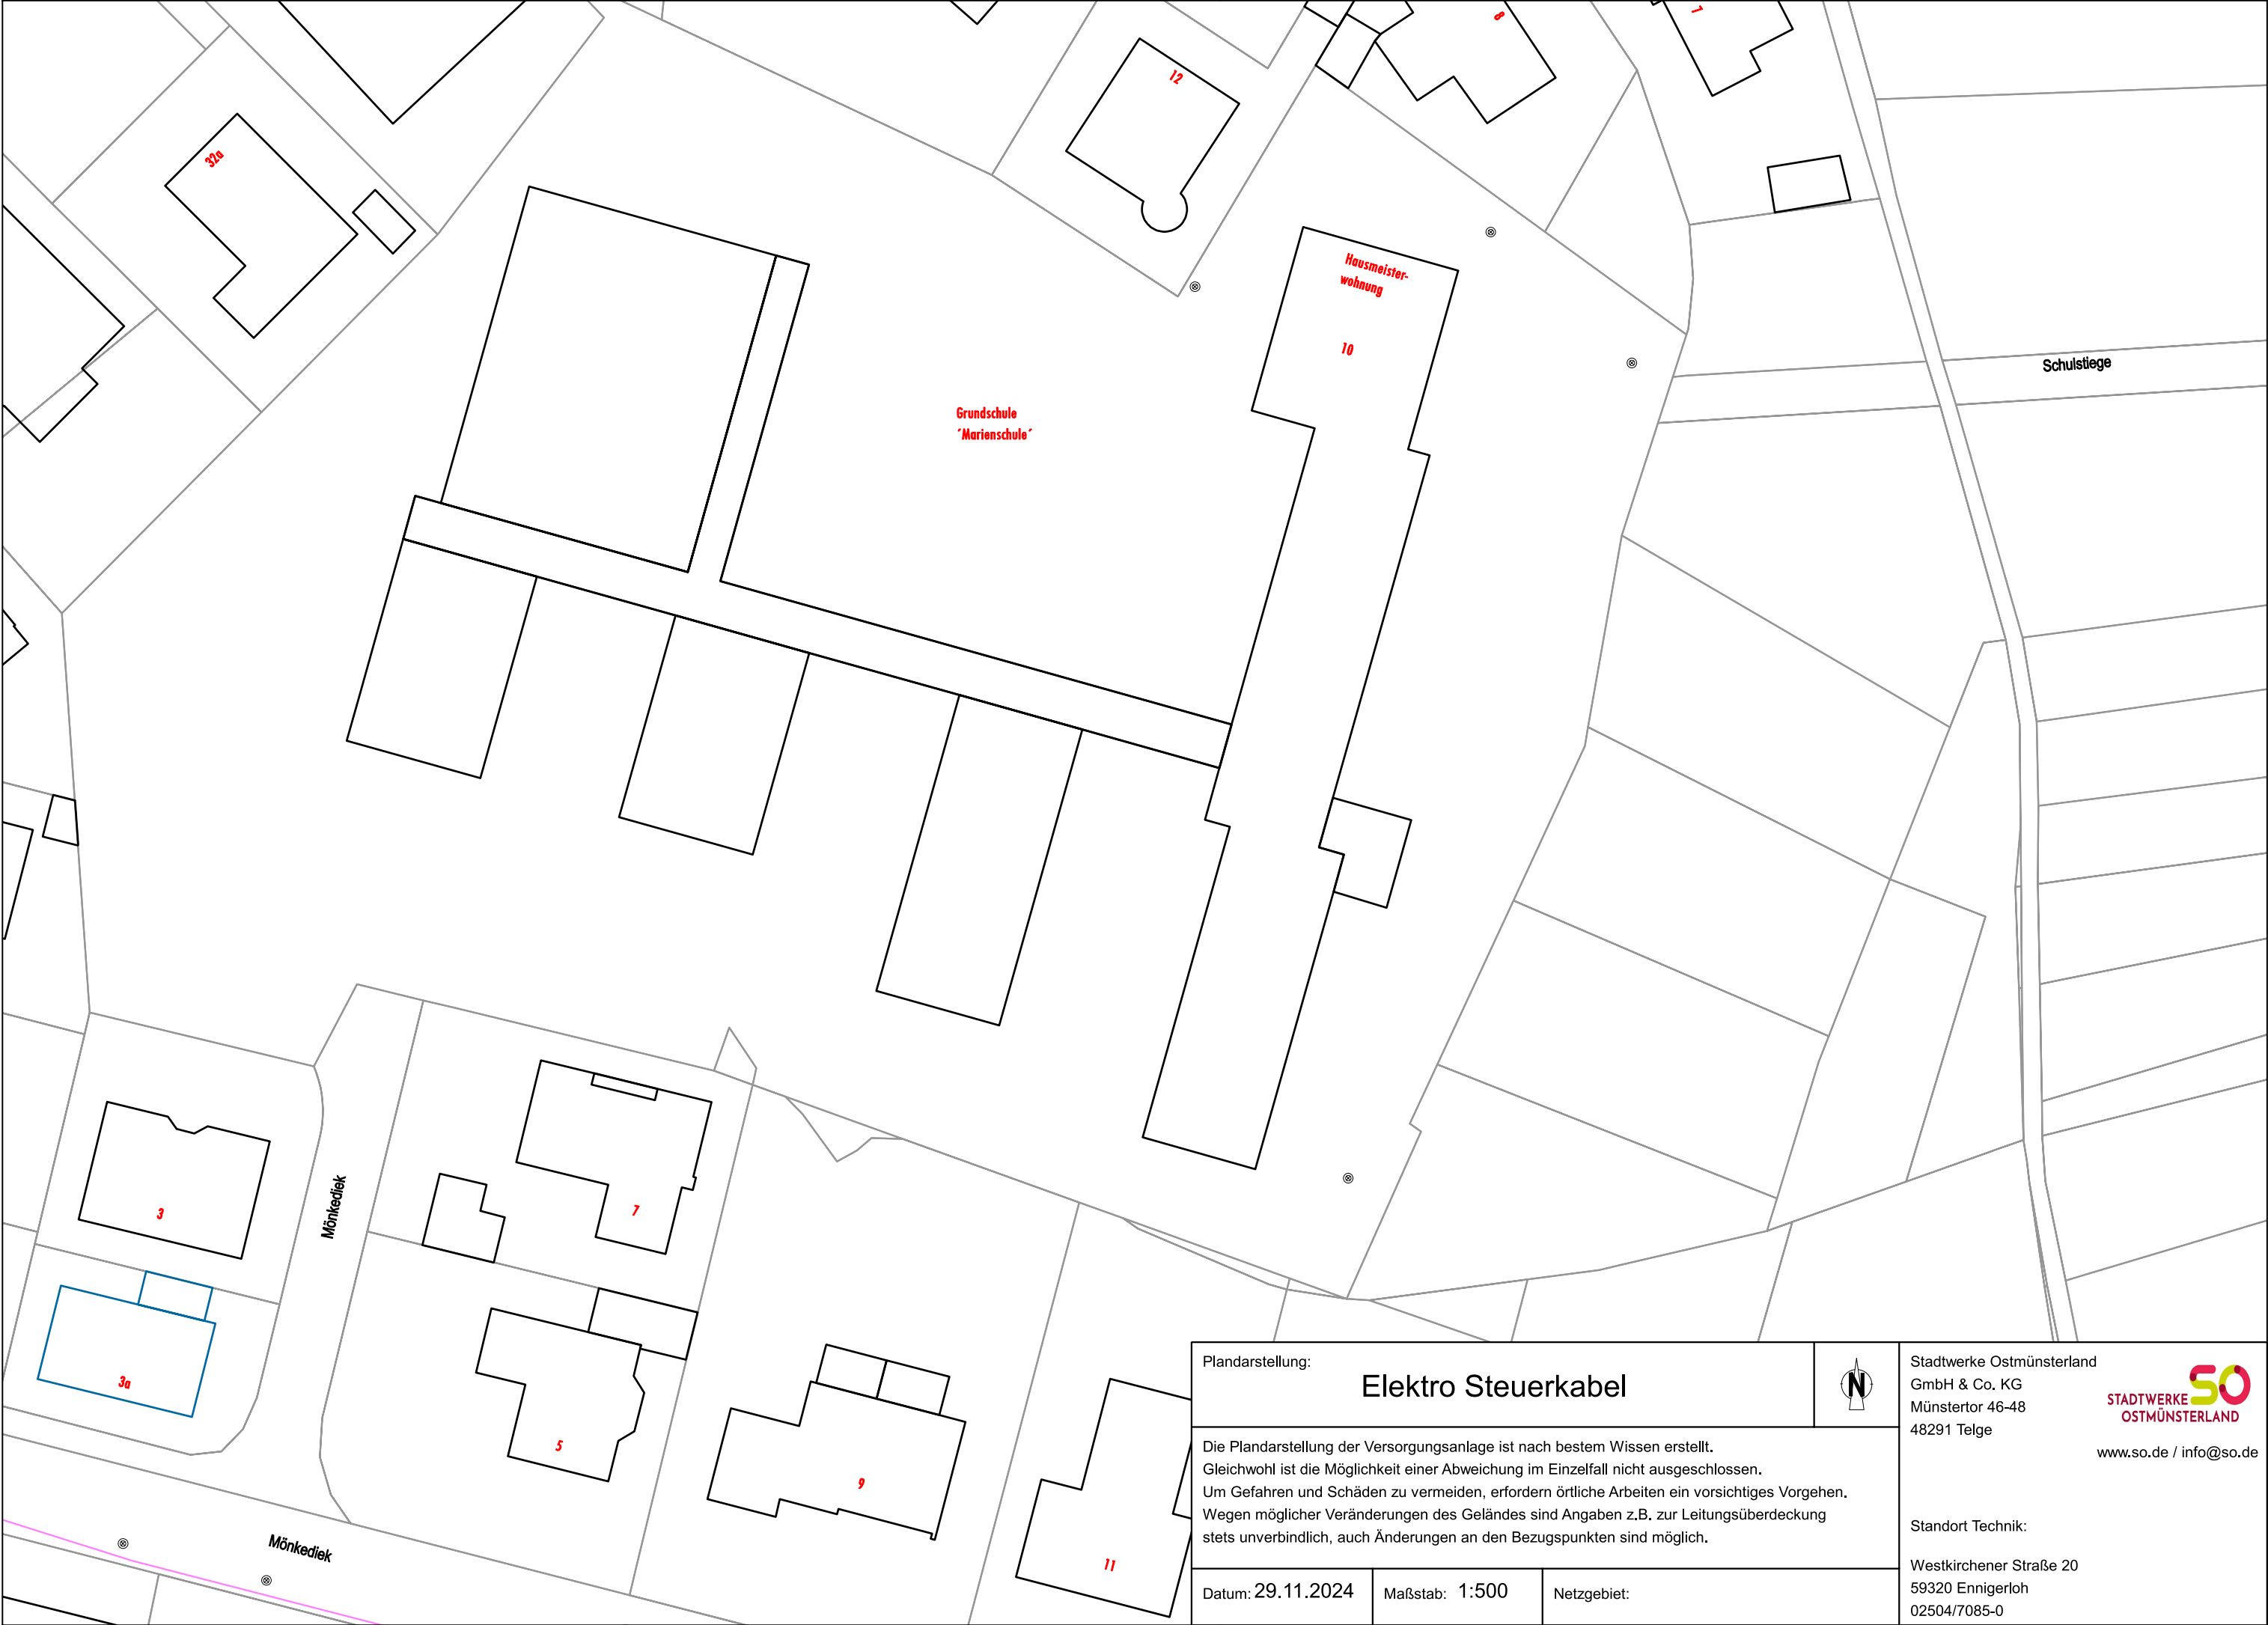 8
7
12
32a
Hausmeister-
wohnung
10
Schulstiege
Grundschule
´Marienschule´
Mönkediek
3
7
3a
5
9
11
Mönkediek
Plandarstellung:
Elektro Steuerkabel
N
Die Plandarstellung der Versorgungsanlage ist nach bestem Wissen erstellt.
Gleichwohl ist die Möglichkeit einer Abweichung im Einzelfall nicht ausgeschlossen.
Um Gefahren und Schäden zu vermeiden, erfordern örtliche Arbeiten ein vorsichtiges Vorgehen.
Wegen möglicher Veränderungen des Geländes sind Angaben z.B. zur Leitungsüberdeckung
stets unverbindlich, auch Änderungen an den Bezugspunkten sind möglich.
Datum: 29.11.2024
Maßstab: 1:500
Netzgebiet:
Stadtwerke Ostmünsterland
GmbH & Co. KG
Münstertor 46-48
48291 Telge
STADTWERKE SO
OSTMÜNSTERLAND
www.so.de / info@so.de
Standort Technik:
Westkirchener Straße 20
59320 Ennigerloh
02504/7085-0